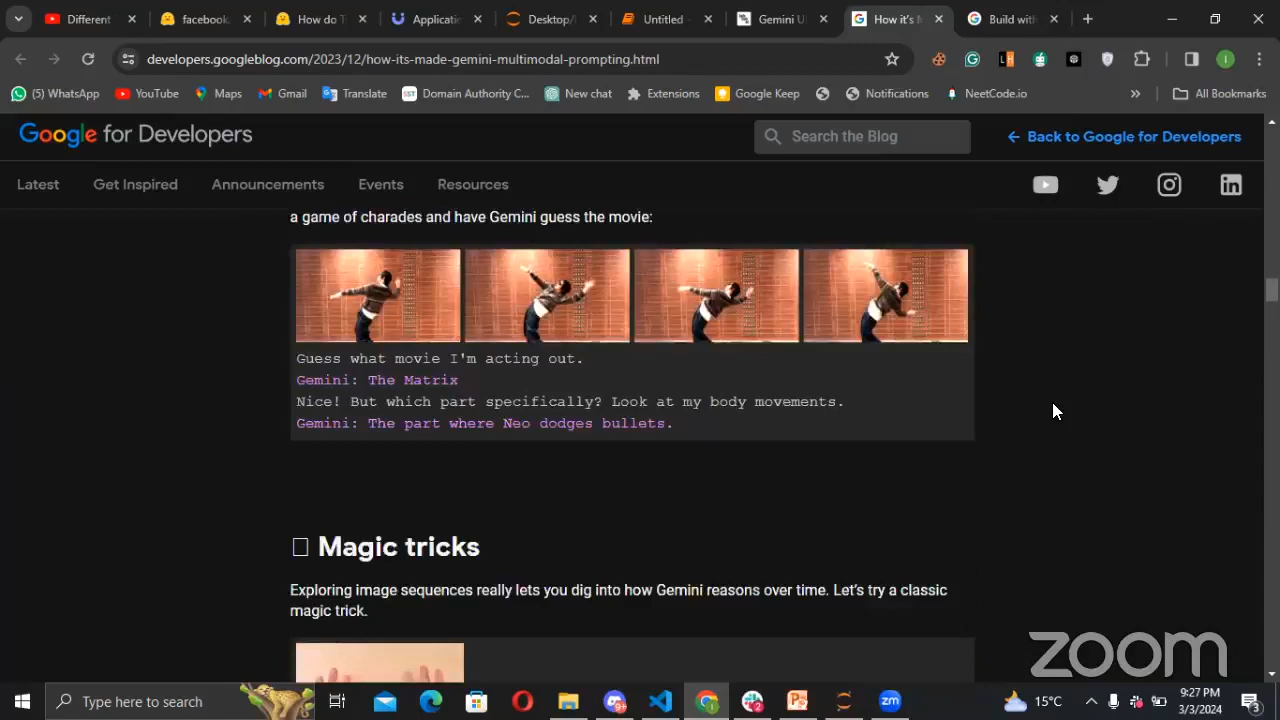 Different
facebook
How do T
Applicatio
Desktop/
Untitled
Gemini U
How it's M
Build with
developers.googleblog.com/2023/12/how-its-made-gemini-multimodal-prompting.html
(5) WhatsApp
YouTube
Maps
Gmail
Translate
Domain Authority C...
New chat
Extensions
Google Keep
Notifications
NeetCode.io
»
All Bookmarks
Google for Developers
Search the Blog
← Back to Google for Developers
Latest
Get Inspired
Announcements
Events
Resources
a game of charades and have Gemini guess the movie:
Guess what movie I'm acting out.
Gemini: The Matrix
Nice! But which part specifically? Look at my body movements.
Gemini: The part where Neo dodges bullets.
Magic tricks
Exploring image sequences really lets you dig into how Gemini reasons over time. Let's try a classic
magic trick.
zoom
Type here to search
15°C
9:27 PM
3/3/2024
3